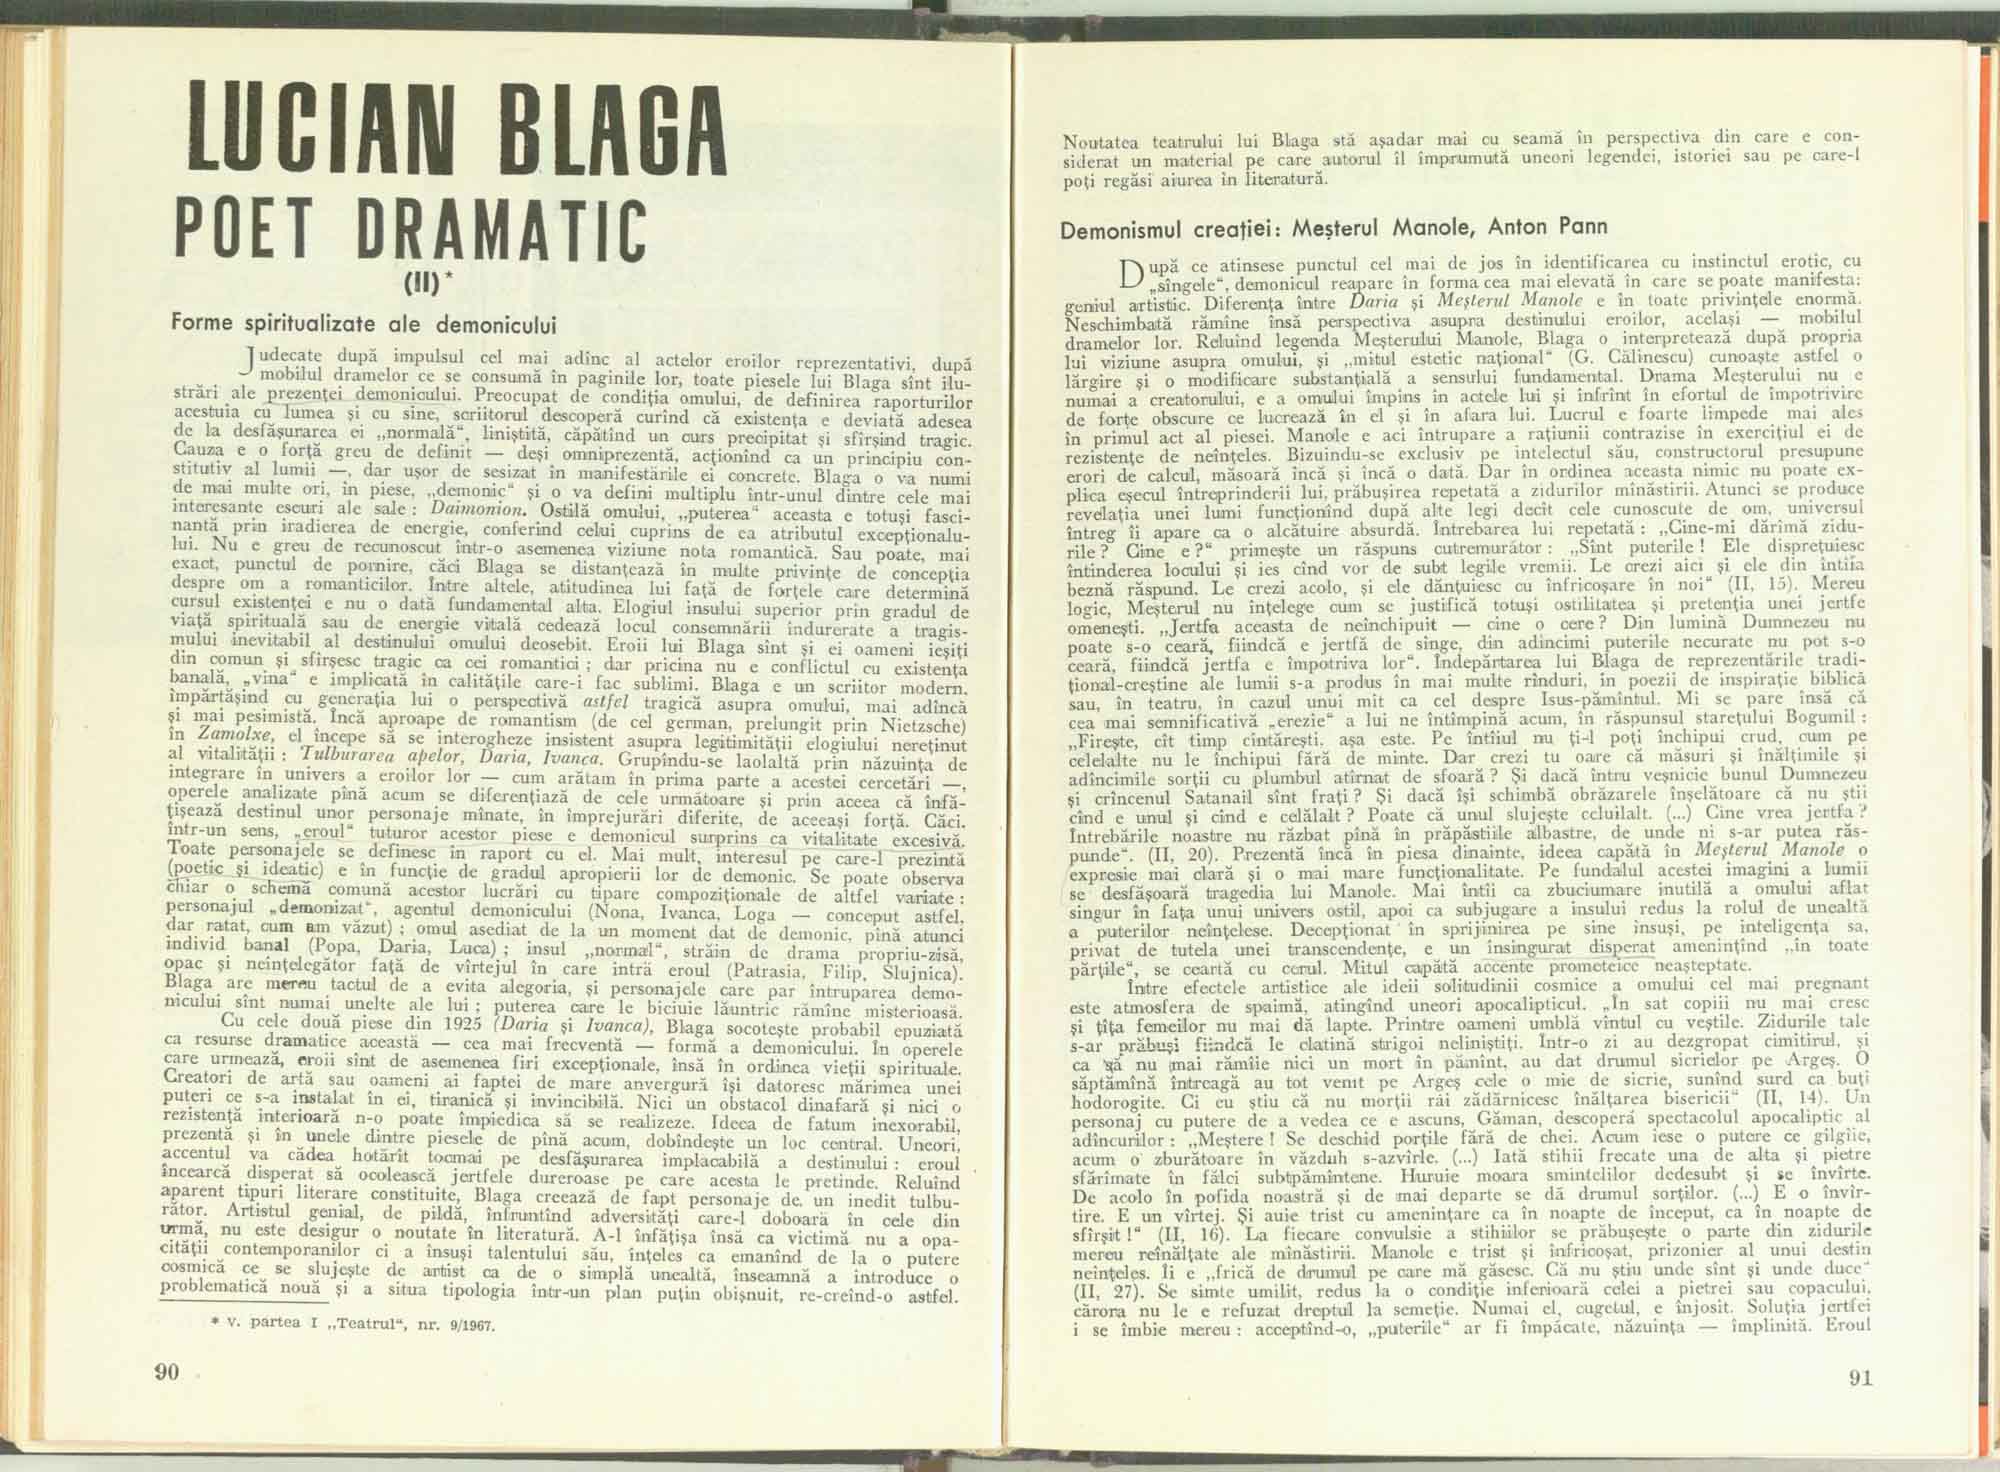 LUCIAN BLAGA
POET DRAMATIC
(II)*
Forme spiritualizate ale demonicului
Judecate după impulsul cel mai adînc al actelor eroilor reprezentativi, după
mobilul dramelor ce se consumă în paginile lor, toate piesele lui Blaga sînt ilu-
strări ale prezenței demonicului. Preocupat de condiția omului, de definirea raporturilor
acestuia cu lumea și cu sine, scriitorul descoperă curînd că existența e deviată adesea
de la desfășurarea ei „normală“, liniștită, căpătînd un curs precipitat și sfîrșind tragic.
Cauza e o forță greu de definit — deși omniprezentă, acționînd ca un principiu con-
stitutiv al lumii —, dar ușor de sesizat în manifestările ei concrete. Blaga o va numi
de mai multe ori, în piese, „demonic“ și o va defini multiplu într-unul dintre cele mai
interesante eseuri ale sale : Daimonion. Ostilă omului, „puterea“ aceasta e totuși fasci-
nantă prin iradierea de energie, conferind celui cuprins de ea atributul excepționalu-
lui. Nu e greu de recunoscut într-o asemenea viziune nota romantică. Sau poate, mai
exact, punctul de pornire, căci Blaga se distanțează în multe privințe de concepția
despre om a romanticilor. Între altele, atitudinea lui față de forțele care determină
cursul existenței e nu o dată fundamental alta. Elogiul insului superior prin gradul de
viață spirituală sau de energie vitală cedează locul consemnării îndurerate a tragis-
mului inevitabil al destinului omului deosebit. Eroii lui Blaga sînt și ei oameni ieșiți
din comun și sfîrșesc tragic ca cei romantici ; dar pricina nu e conflictul cu existența
banală, „vina“ e implicată în calitățile care-i fac sublimi. Blaga e un scriitor modern,
împărtășind cu generația lui o perspectivă astfel tragică asupra omului, mai adîncă
și mai pesimistă. Încă aproape de romantism (de cel german, prelungit prin Nietzsche)
în Zamolxe, el începe să se interogheze insistent asupra legitimității elogiului nereținut
al vitalității : Tulburarea apelor, Daria, Ivanca. Grupîndu-se laolaltă prin năzuința de
integrare în univers a eroilor lor — cum arătam în prima parte a acestei cercetări —,
operele analizate pînă acum se diferențiază de cele următoare și prin aceea că înfă-
țișează destinul unor personaje mînate, în împrejurări diferite, de aceeași forță. Căci,
într-un sens, „eroul“ tuturor acestor piese e demonicul surprins ca vitalitate excesivă.
Toate personajele se definesc în raport cu el. Mai mult, interesul pe care-l prezintă
(poetic și ideatic) e în funcție de gradul apropierii lor de demonic. Se poate observa
chiar o schemă comună acestor lucrări cu tipare compoziționale de altfel variate :
personajul „demonizat“, agentul demonicului (Nona, Ivanca, Loga — conceput astfel,
dar ratat, cum am văzut) ; omul asediat de la un moment dat de demonic, pînă atunci
individ banal (Popa, Daria, Luca) ; insul „normal“, străin de drama propriu-zisă,
opac și neînțelegător față de vîrtejul în care intră eroul (Patrasia, Filip, Slujnica).
Blaga are mereu tactul de a evita alegoria, și personajele care par întruparea demo-
nicului sînt numai unelte ale lui ; puterea care le biciuie lăuntric rămîne misterioasă.
Cu cele două piese din 1925 (Daria și Ivanca), Blaga socotește probabil epuizată
ca resurse dramatice această — cea mai frecventă — formă a demonicului. In operele
care urmează, eroii sînt de asemenea firi excepționale, însă în ordinea vieții spirituale.
Creatori de artă sau oameni ai faptei de mare anvergură își datoresc mărimea unei
puteri ce s-a instalat în ei, tiranică și invincibilă. Nici un obstacol dinafară și nici o
rezistență interioară n-o poate împiedica să se realizeze. Ideea de fatum inexorabil,
prezentă și în unele dintre piesele de pînă acum, dobîndește un loc central. Uneori,
accentul va cădea hotărît tocmai pe desfășurarea implacabilă a destinului : eroul
încearcă disperat să ocolească jertfele dureroase pe care acesta le pretinde. Reluînd
aparent tipuri literare constituite, Blaga creează de fapt personaje de un inedit tulbu-
rător. Artistul genial, de pildă, înfruntînd adversități care-l doboară în cele din
urmă, nu este desigur o noutate în literatură. A-l înfățișa însă ca victimă nu a opa-
cității contemporanilor ci a însuși talentului său, înțeles ca emanînd de la o putere
cosmică ce se slujește de artist ca de o simplă unealtă, înseamnă a introduce o
problematică nouă și a situa tipologia într-un plan puțin obișnuit, re-creînd-o astfel.
* v. partea I „Teatrul“, nr. 9/1967.
90
Noutatea teatrului lui Blaga stă așadar mai cu seamă în perspectiva din care e con-
siderat un material pe care autorul îl împrumută uneori legendei, istoriei sau pe care-l
poți regăsi aiurea în literatură.
Demonismul creației: Meșterul Manole, Anton Pann
După ce atinsese punctul cel mai de jos în identificarea cu instinctul erotic, cu
„sîngele“, demonicul reapare în forma cea mai elevată în care se poate manifesta:
geniul artistic. Diferența între Daria și Meșterul Manole e în toate privințele enormă.
Neschimbată rămîne însă perspectiva asupra destinului eroilor, același — mobilul
dramelor lor. Reluînd legenda Meșterului Manole, Blaga o interpretează după propria
lui viziune asupra omului, și „mitul estetic național“ (G. Călinescu) cunoaște astfel o
lărgire și o modificare substanțială a sensului fundamental. Drama Meșterului nu e
numai a creatorului, e a omului împins în actele lui și înfrînt în efortul de împotrivire
de forțe obscure ce lucrează în el și în afara lui. Lucrul e foarte limpede mai ales
în primul act al piesei. Manole e aci întrupare a rațiunii contrazise în exercițiul ei de
rezistențe de neînțeles. Bizuindu-se exclusiv pe intelectul său, constructorul presupune
erori de calcul, măsoară încă și încă o dată. Dar în ordinea aceasta nimic nu poate ex-
plica eșecul întreprinderii lui, prăbușirea repetată a zidurilor mînăstirii. Atunci se produce
revelația unei lumi funcționînd după alte legi decît cele cunoscute de om, universul
întreg îi apare ca o alcătuire absurdă. Intrebarea lui repetată : „Cine-mi dărîmă zidu-
rile ? Cine e ?“ primește un răspuns cutremurător : „Sînt puterile ! Ele disprețuiesc
întinderea locului și ies cînd vor de subt legile vremii. Le crezi aici și ele din întîia
beznă răspund. Le crezi acolo, și ele dănțuiesc cu înfricoșare în noi“ (II, 15). Mereu
logic, Meșterul nu înțelege cum se justifică totuși ostilitatea și pretenția unei jertfe
omenești. „Jertfa aceasta de neînchipuit — cine o cere ? Din lumină Dumnezeu nu
poate s-o ceară, fiindcă e jertfă de sînge, din adîncimi puterile necurate nu pot s-o
ceară, fiindcă jertfa e împotriva lor“. Îndepărtarea lui Blaga de reprezentările tradi-
țional-creștine ale lumii s-a produs în mai multe rînduri, în poezii de inspirație biblică
sau, în teatru, în cazul unui mit ca cel despre Isus-pămîntul. Mi se pare însă că
cea mai semnificativă „erezie“ a lui ne întîmpină acum, în răspunsul starețului Bogumil :
„Firește, cît timp cîntărești, așa este. Pe întîiul nu ți-l poți închipui crud, cum pe
celelalte nu le închipui fără de minte. Dar crezi tu oare că măsuri și înălțimile și
adîncimile sorții cu plumbul atîrnat de sfoară ? Și dacă întru veșnicie bunul Dumnezeu
și crîncenul Satanail sînt frați ? Și dacă își schimbă obrăzarele înșelătoare că nu știi
cînd e unul și cînd e celălalt ? Poate că unul slujește celuilalt. (...) Cine vrea jertfa ?
Întrebările noastre nu răzbat pînă în prăpăstiile albastre, de unde ni s-ar putea răs-
punde“. (II, 20). Prezentă încă în piesa dinainte, ideea capătă în Meșterul Manole o
expresie mai clară și o mai mare funcționalitate. Pe fundalul acestei imagini a lumii
se desfășoară tragedia lui Manole. Mai întîi ca zbuciumare inutilă a omului aflat
singur în fața unui univers ostil, apoi ca subjugare a insului redus la rolul de unealtă
a puterilor neînțelese. Decepționat în sprijinirea pe sine însuși, pe inteligența sa,
privat de tutela unei transcendențe, e un însingurat disperat amenințînd „în toate
părțile“, se ceartă cu cerul. Mitul capătă accente prometeice neașteptate.
Între efectele artistice ale ideii solitudinii cosmice a omului cel mai pregnant
este atmosfera de spaimă, atingînd uneori apocalipticul. „In sat copiii nu mai cresc
și țîța femeilor nu mai dă lapte. Printre oameni umblă vîntul cu veștile. Zidurile tale
s-ar prăbuși fiindcă le clatină strigoi neliniștiți. Intr-o zi au dezgropat cimitirul, și
ca să nu mai rămîie nici un mort în pămînt, au dat drumul sicrielor pe Argeș. O
săptămînă întreagă au tot venit pe Argeș cele o mie de sicrie, sunînd surd ca buți
hodorogite. Ci eu știu că nu morții răi zădărnicesc înălțarea bisericii“ (II, 14). Un
personaj cu putere de a vedea ce e ascuns, Găman, descoperă spectacolul apocaliptic al
adîncurilor : „Meștere ! Se deschid porțile fără de chei. Acum iese o putere ce gîlgîie,
acum o zburătoare în văzduh s-azvîrle. (...) Iată stihii frecate una de alta și pietre
sfărîmate în fălci subtpămîntene. Huruie moara smintelilor dedesubt și se învîrte.
De acolo în pofida noastră și de mai departe se dă drumul sorților. (...) E o învîr-
tire. E un vîrtej. Și auie trist cu amenințare ca în noapte de început, ca în noapte de
sfîrșit !“ (II, 16). La fiecare convulsie a stihiilor se prăbușește o parte din zidurile
mereu reînălțate ale mînăstirii. Manole e trist și înfricoșat, prizonier al unui destin
neînțeles. Îi e „frică de drumul pe care mă găsesc. Că nu știu unde sînt și unde duce“
(II, 27). Se simte umilit, redus la o condiție inferioară celei a pietrei sau copacului,
cărora nu le e refuzat dreptul la semeție. Numai el, cugetul, e înjosit. Soluția jertfei
i se îmbie mereu : acceptînd-o, „puterile“ ar fi împăcate, năzuința — împlinită. Eroul
91